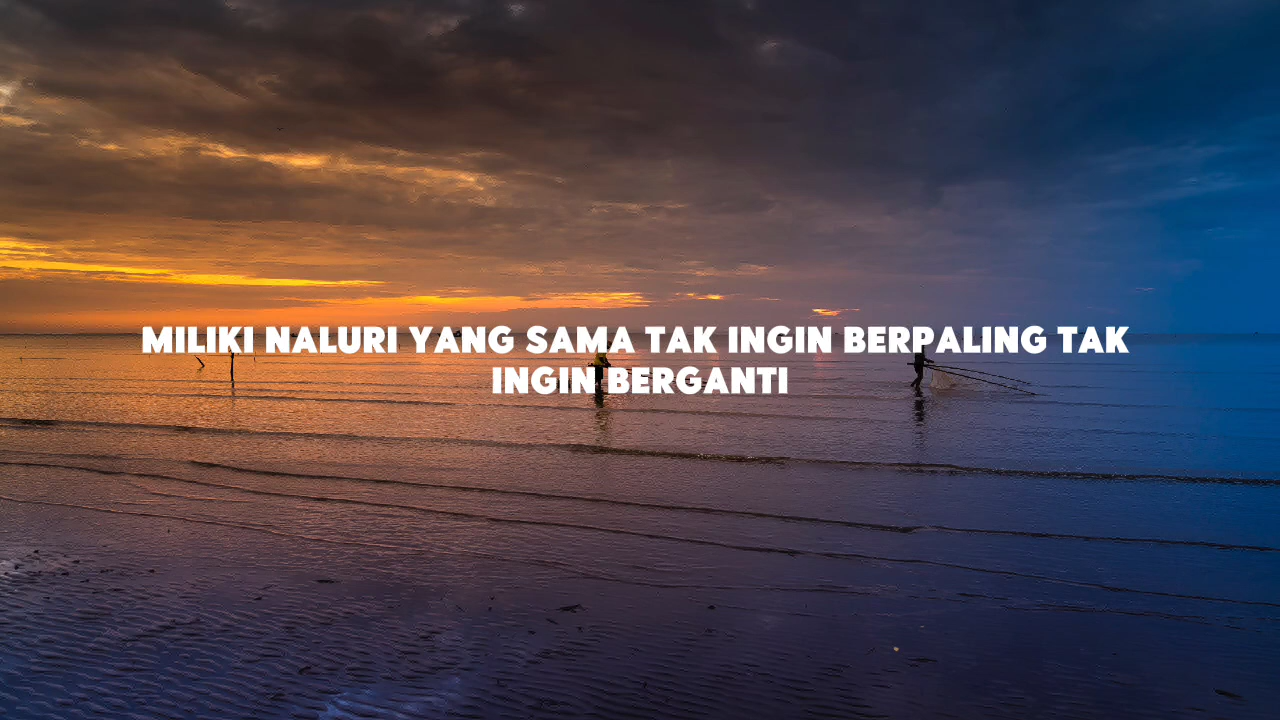 MILIKI NALURI YANG SAMA TAK INGIN BERPALING TAK
INGIN BERGANTI